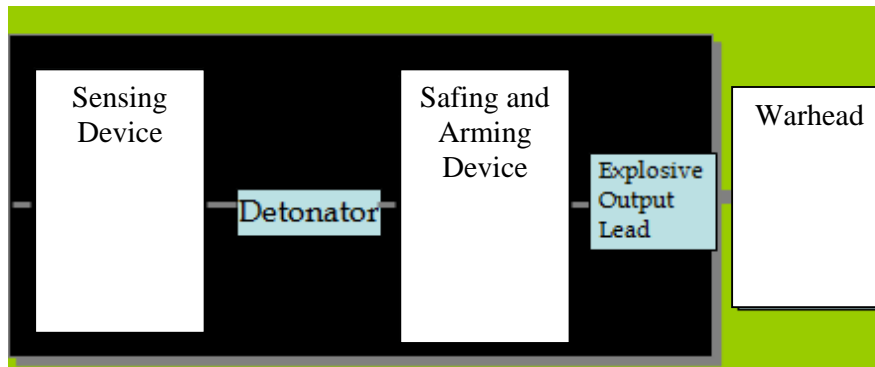 Sensing
Device
Detonator
Safing and
Arming
Device
Explosive
Output
Lead
Warhead